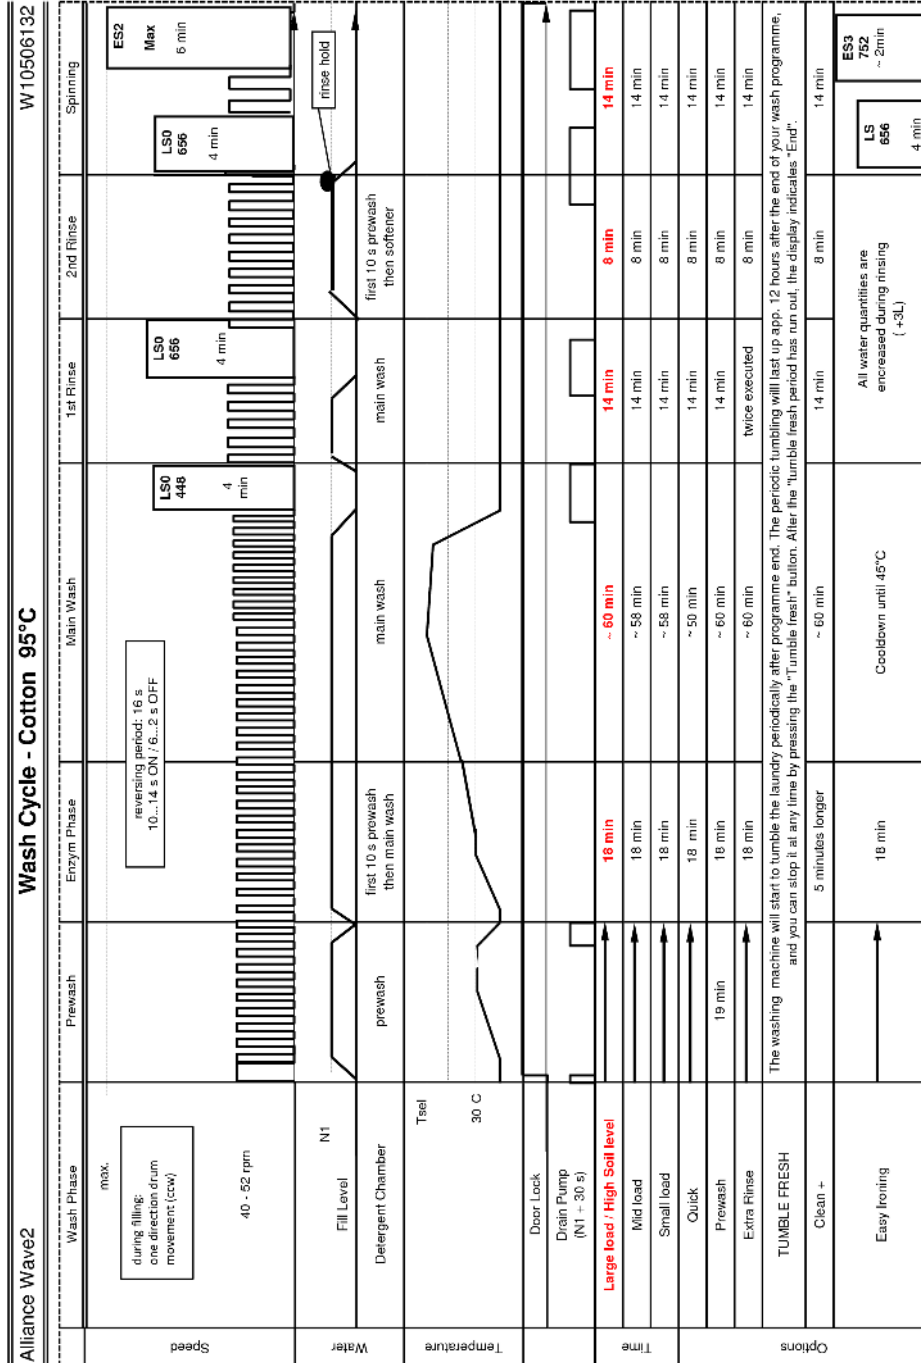 Alliance Wave2
Wash Cycle - Cotton 95°C
W10506132
Wash Phase
Prewash
Enzym Phase
Main Wash
1st Rinse
2nd Rinse
Spinning
Speed
max.
during filling:
one direction drum
movement (ccw)
40 - 52 rpm
reversing period: 16 s
10...14 s ON / 6...2 s OFF
LS0
448
4
min
LS0
656
4 min
LS0
656
4 min
ES2
Max
6 min
Water
Fill Level
N1
rinse hold
Detergent Chamber
prewash
first 10 s prewash
then main wash
main wash
main wash
first 10 s prewash
then softener
Temperature
Tsel
30 C
Door Lock
Drain Pump
(N1 + 30 s)
Time
Large load / High Soil level
18 min
~ 60 min
14 min
8 min
14 min
Mid load
18 min
~ 58 min
14 min
8 min
14 min
Small load
18 min
~ 58 min
14 min
8 min
14 min
Quick
18 min
~ 50 min
14 min
8 min
14 min
Prewash
19 min
18 min
~ 60 min
14 min
8 min
14 min
Extra Rinse
18 min
~ 60 min
twice executed
8 min
14 min
Options
TUMBLE FRESH
The washing machine will start to tumble the laundry periodically after programme end. The periodic tumbling will last up app. 12 hours after the end of your wash programme,
and you can stop it at any time by pressing the "Tumble fresh" button. After the "tumble fresh period has run out, the display indicates "End".
Clean +
5 minutes longer
~ 60 min
14 min
8 min
14 min
Easy Ironing
18 min
Cooldown until 45°C
All water quantities are
encreased during rinsing
( +3L)
LS
656
4 min
ES3
752
~ 2min